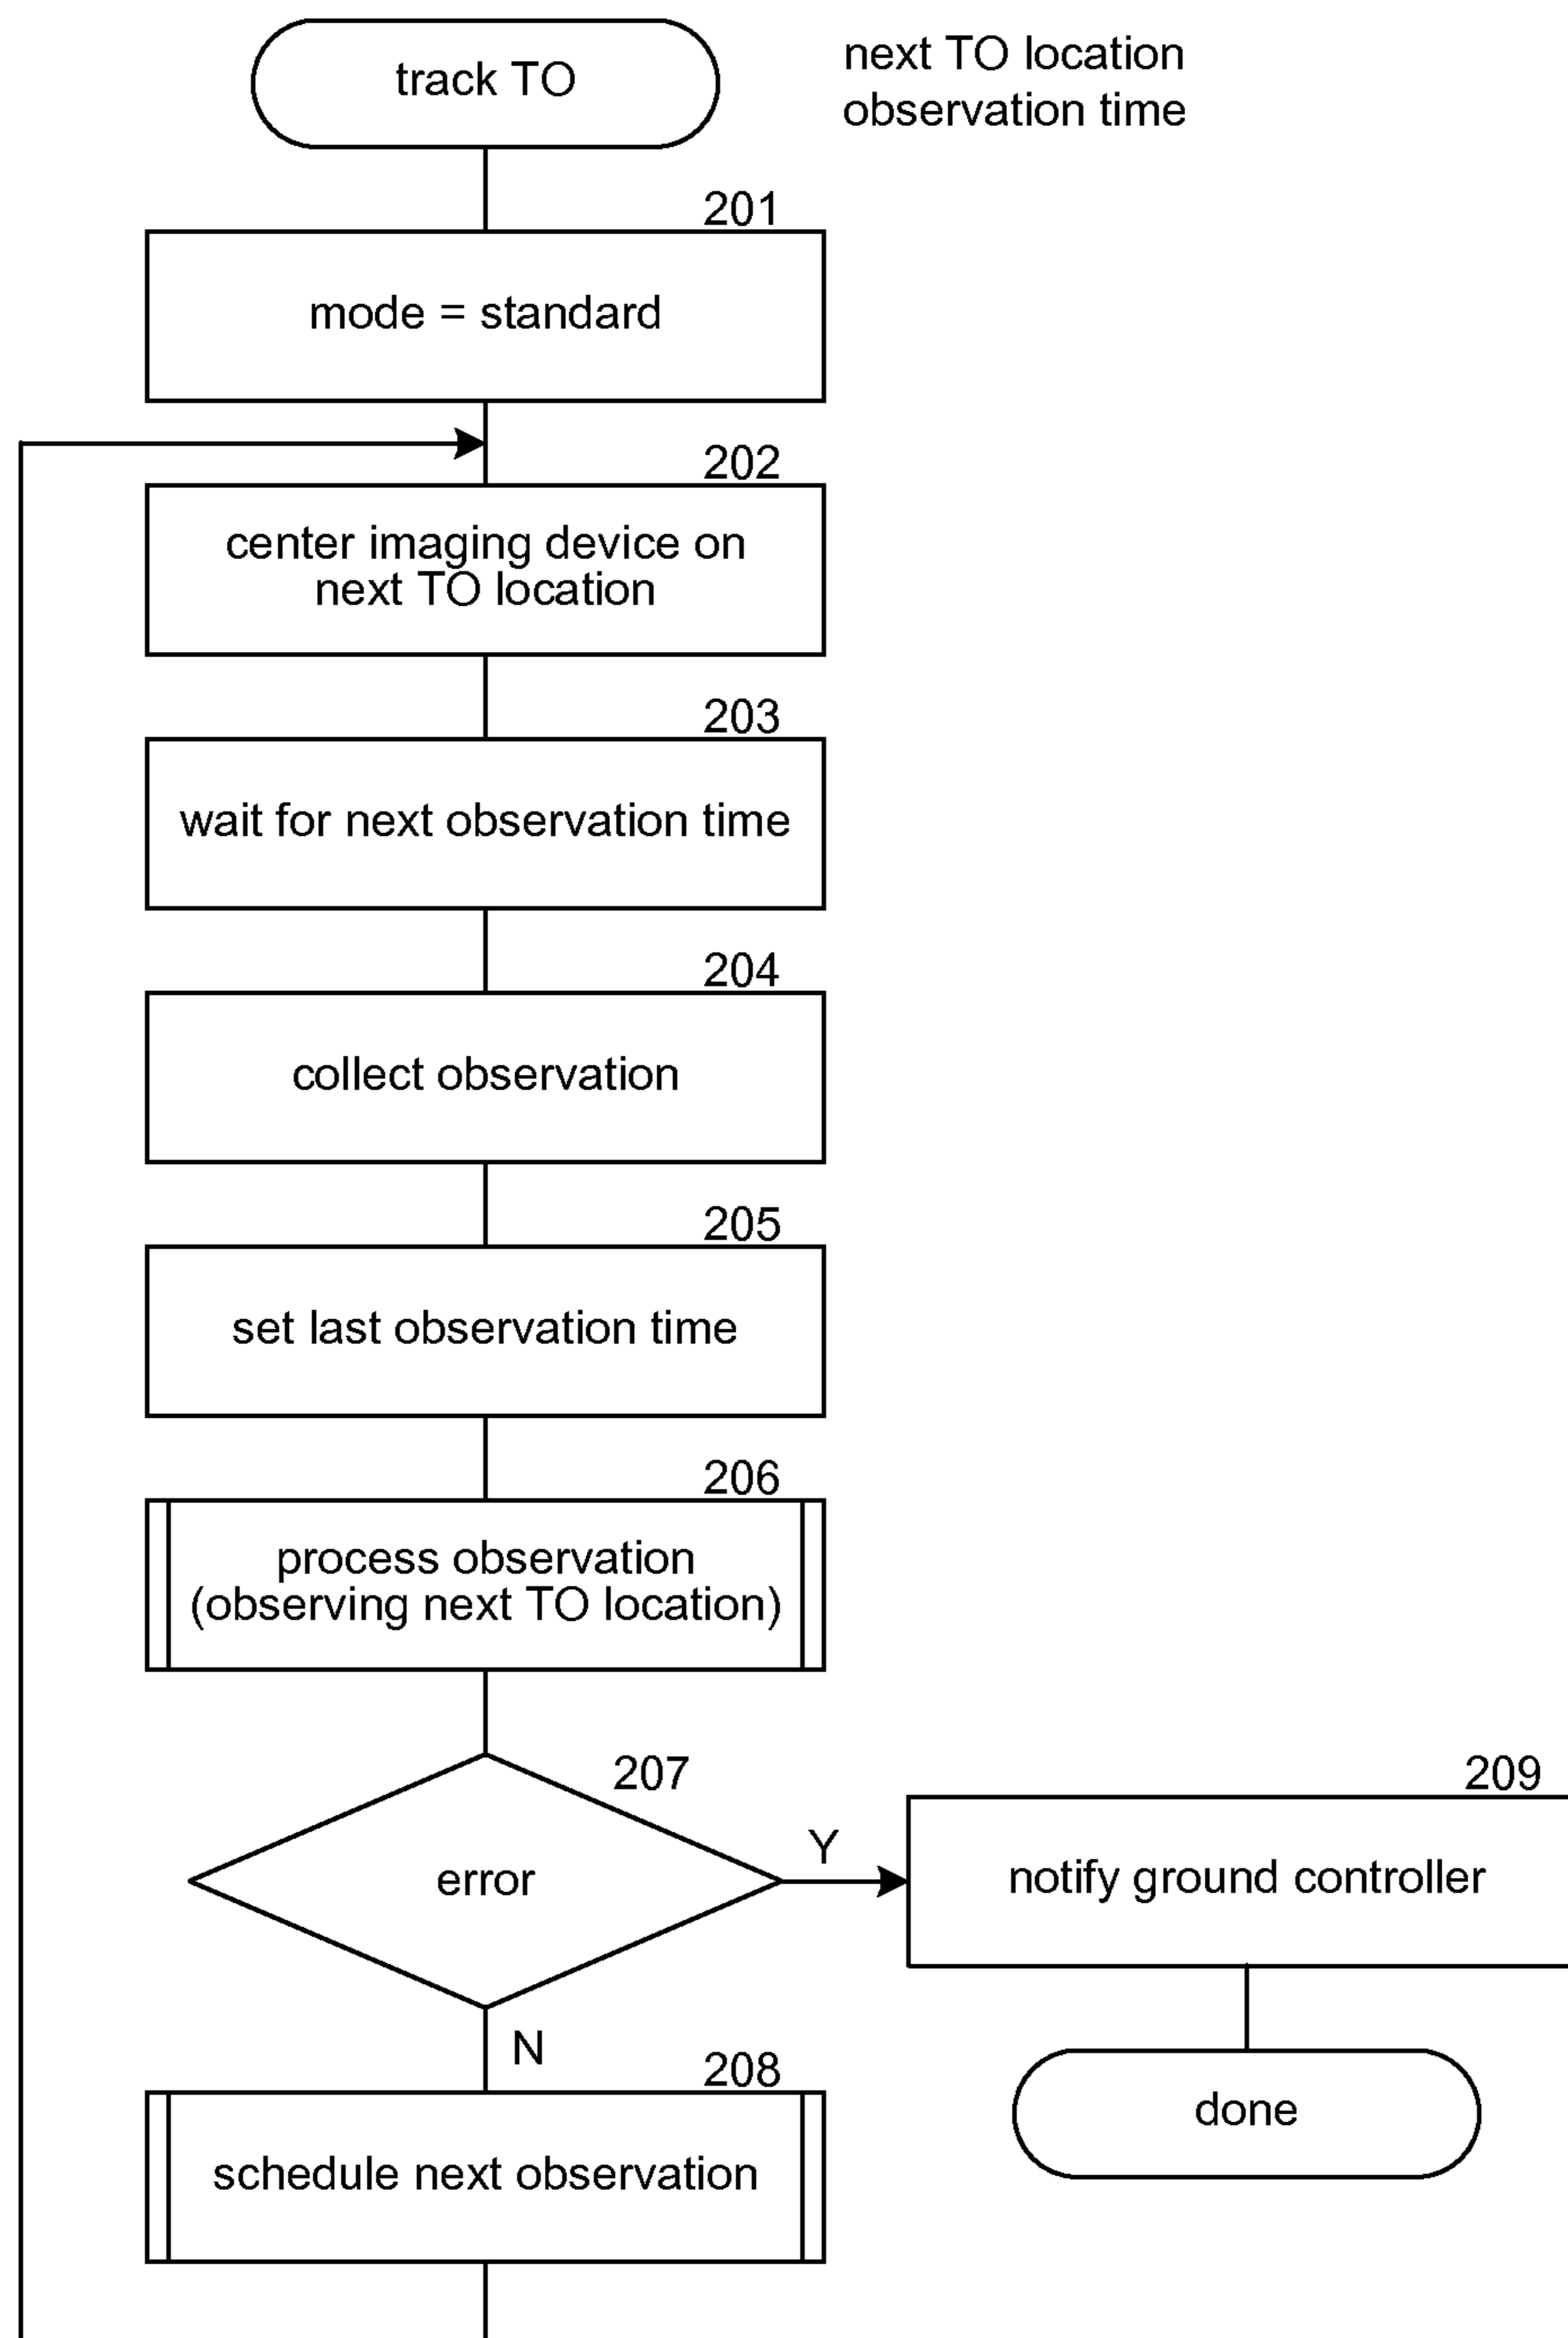 track TO
next TO location
observation time
201
mode = standard
202
center imaging device on
next TO location
203
wait for next observation time
204
collect observation
205
set last observation time
206
process observation
(observing next TO location)
207
error
Y
209
notify ground controller
N
208
schedule next observation
done